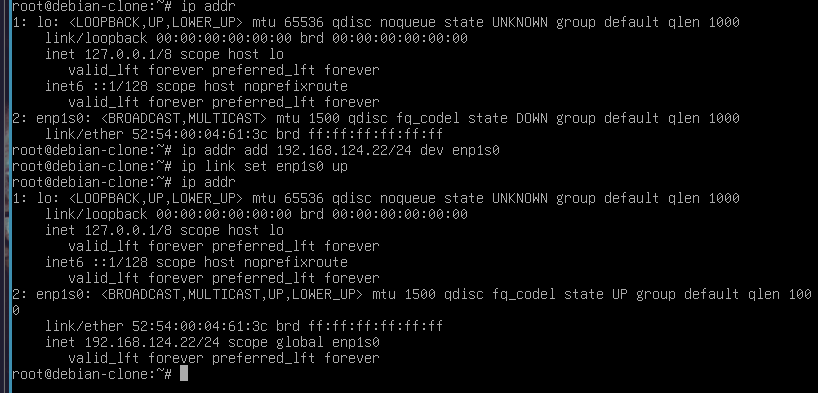 root@debian-clone:~# ip addr
1: lo: <LOOPBACK,UP,LOWER_UP> mtu 65536 qdisc noqueue state UNKNOWN group default qlen 1000
    link/loopback 00:00:00:00:00:00 brd 00:00:00:00:00:00
    inet 127.0.0.1/8 scope host lo
       valid_lft forever preferred_lft forever
    inet6 ::1/128 scope host noprefixroute
       valid_lft forever preferred_lft forever
2: enp1s0: <BROADCAST,MULTICAST> mtu 1500 qdisc fq_codel state DOWN group default qlen 1000
    link/ether 52:54:00:04:61:3c brd ff:ff:ff:ff:ff:ff
root@debian-clone:~# ip addr add 192.168.124.22/24 dev enp1s0
root@debian-clone:~# ip link set enp1s0 up
root@debian-clone:~# ip addr
1: lo: <LOOPBACK,UP,LOWER_UP> mtu 65536 qdisc noqueue state UNKNOWN group default qlen 1000
    link/loopback 00:00:00:00:00:00 brd 00:00:00:00:00:00
    inet 127.0.0.1/8 scope host lo
       valid_lft forever preferred_lft forever
    inet6 ::1/128 scope host noprefixroute
       valid_lft forever preferred_lft forever
2: enp1s0: <BROADCAST,MULTICAST,UP,LOWER_UP> mtu 1500 qdisc fq_codel state UP group default qlen 100
0
    link/ether 52:54:00:04:61:3c brd ff:ff:ff:ff:ff:ff
    inet 192.168.124.22/24 scope global enp1s0
       valid_lft forever preferred_lft forever
root@debian-clone:~#